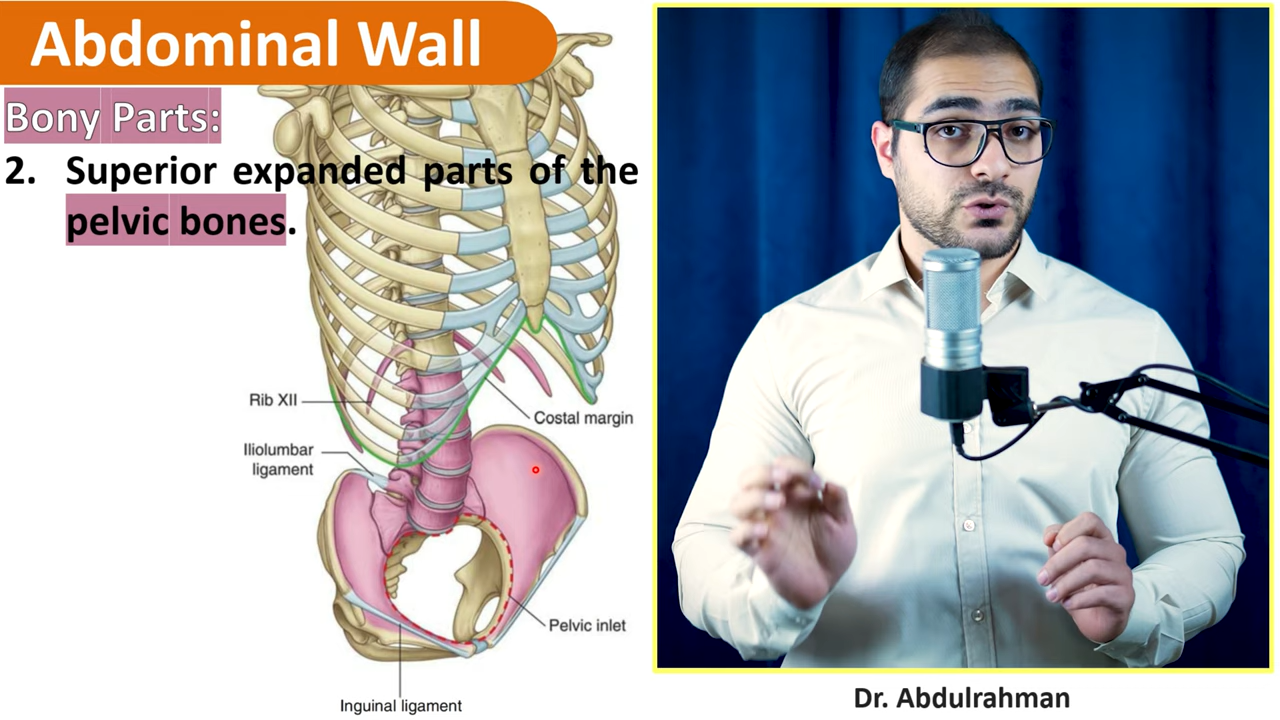 Abdominal Wall
Bony Parts:
2. Superior expanded parts of the
pelvic bones.
Rib XII
Costal margin
Iliolumbar
ligament
Pelvic inlet
Inguinal ligament
Dr. Abdulrahman